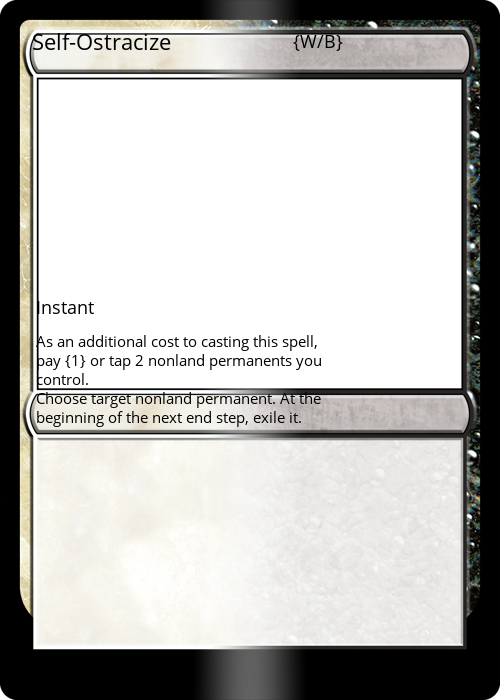 Self-Ostracize {W/B}
Instant
As an additional cost to casting this spell,
pay {1} or tap 2 nonland permanents you
control.
Choose target nonland permanent. At the
beginning of the next end step, exile it.